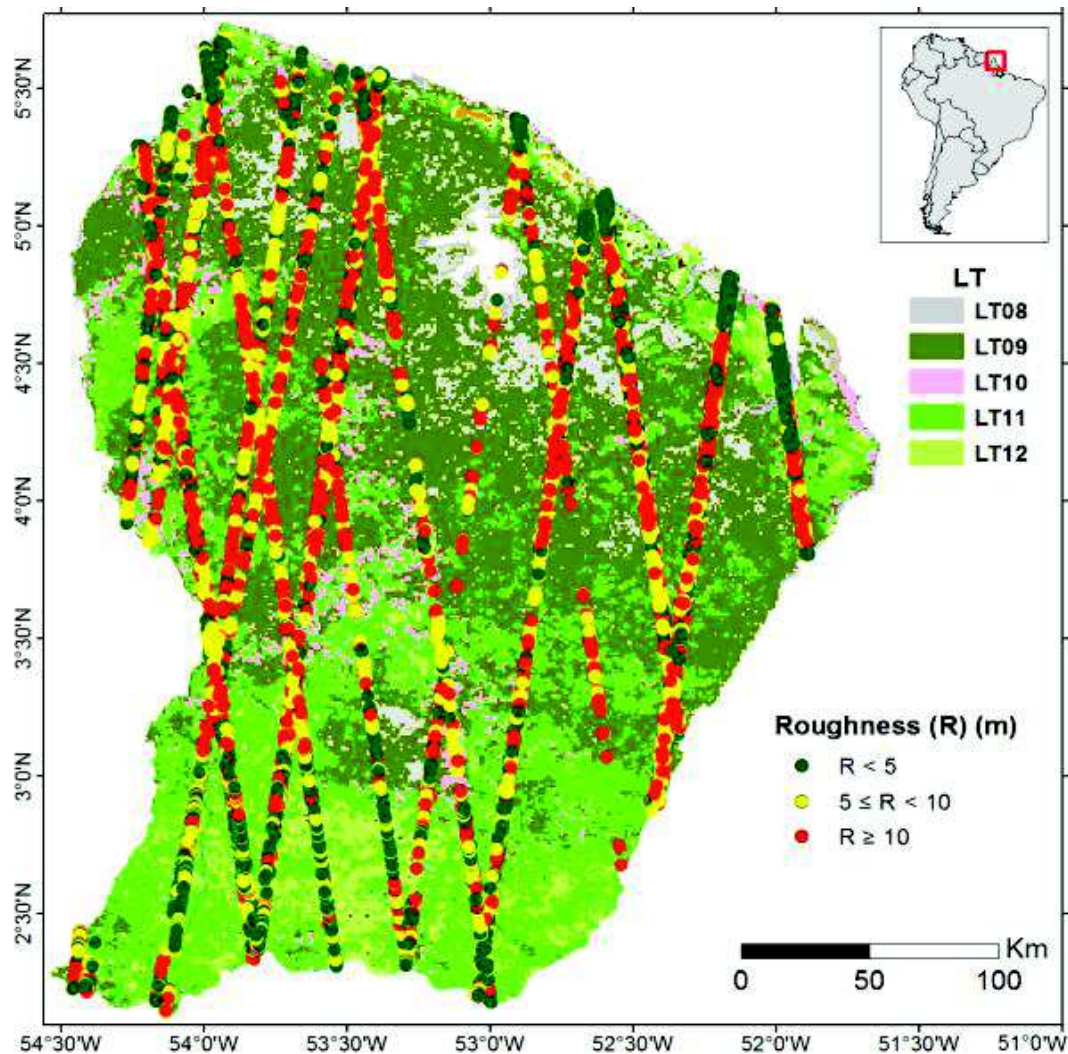 5°30'N
5°0'N
4°30'N
4°0'N
3°30'N
3°0'N
2°30'N
LT
LT08
LT09
LT10
LT11
LT12
Roughness (R) (m)
R < 5
5 ≤ R < 10
R ≥ 10
Km
0 50 100
54°30'W 54°0'W 53°30'W 53°0'W 52°30'W 52°0'W 51°30'W 51°0'W